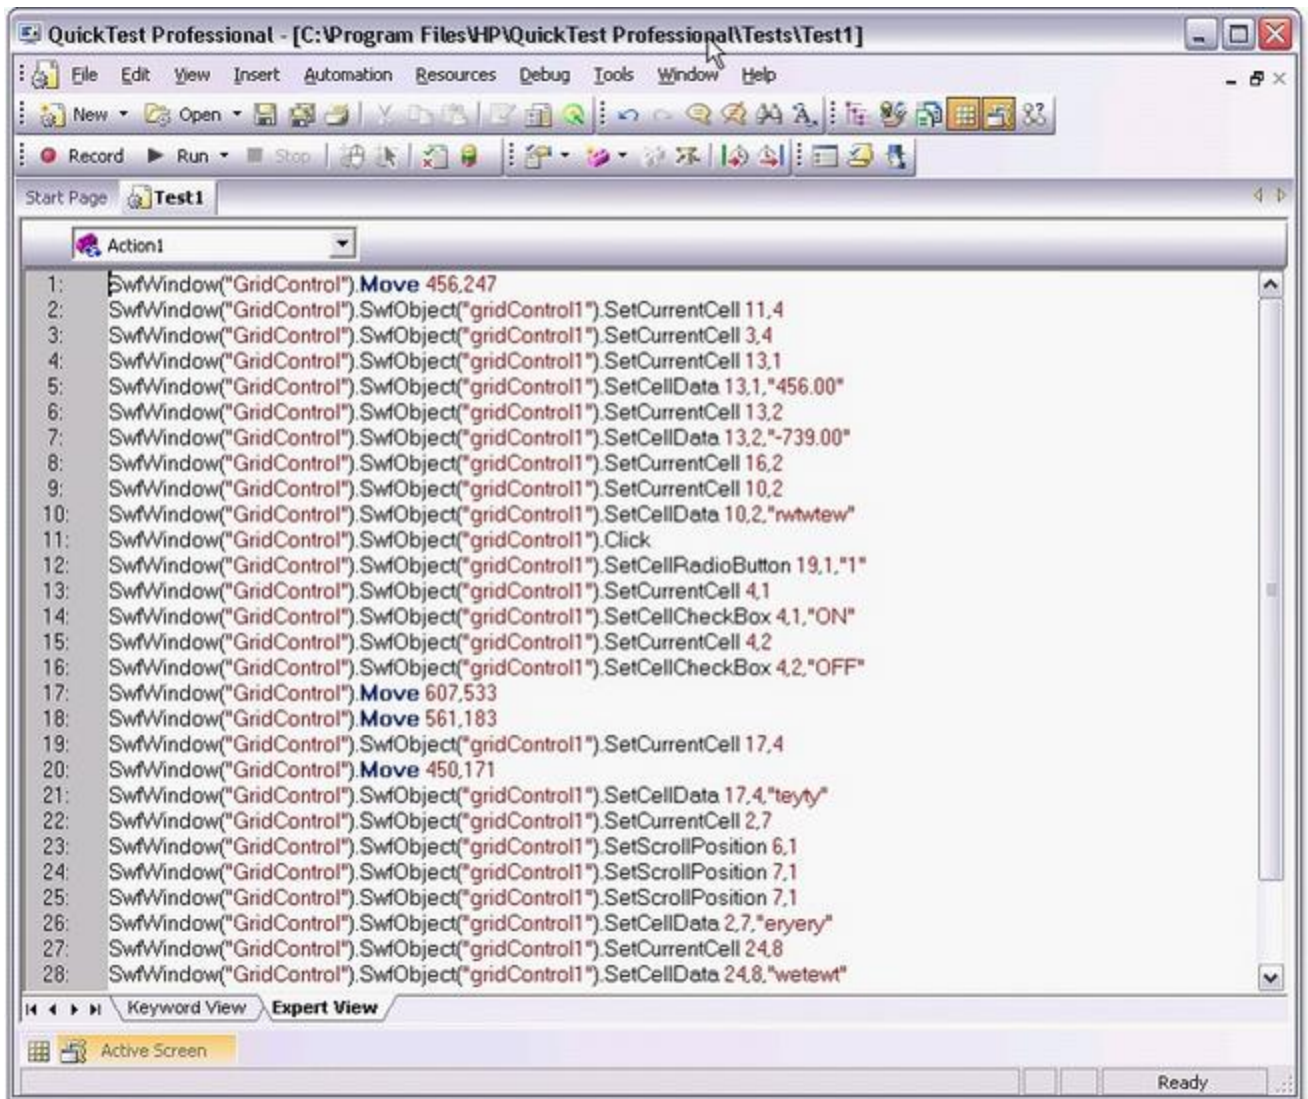 QuickTest Professional - [C:\Program Files\HP\QuickTest Professional\Tests\Test1]
File Edit View Insert Automation Resources Debug Tools Window Help
New Open
Record Run Stop
Start Page Test1
Action1
1: SwfWindow("GridControl").Move 456,247
2: SwfWindow("GridControl").SwfObject("gridControl1").SetCurrentCell 11,4
3: SwfWindow("GridControl").SwfObject("gridControl1").SetCurrentCell 3,4
4: SwfWindow("GridControl").SwfObject("gridControl1").SetCurrentCell 13,1
5: SwfWindow("GridControl").SwfObject("gridControl1").SetCellData 13,1,"456.00"
6: SwfWindow("GridControl").SwfObject("gridControl1").SetCurrentCell 13,2
7: SwfWindow("GridControl").SwfObject("gridControl1").SetCellData 13,2,"-739.00"
8: SwfWindow("GridControl").SwfObject("gridControl1").SetCurrentCell 16,2
9: SwfWindow("GridControl").SwfObject("gridControl1").SetCurrentCell 10,2
10: SwfWindow("GridControl").SwfObject("gridControl1").SetCellData 10,2,"rwtwtew"
11: SwfWindow("GridControl").SwfObject("gridControl1").Click
12: SwfWindow("GridControl").SwfObject("gridControl1").SetCellRadioButton 19,1,"1"
13: SwfWindow("GridControl").SwfObject("gridControl1").SetCurrentCell 4,1
14: SwfWindow("GridControl").SwfObject("gridControl1").SetCellCheckBox 4,1,"ON"
15: SwfWindow("GridControl").SwfObject("gridControl1").SetCurrentCell 4,2
16: SwfWindow("GridControl").SwfObject("gridControl1").SetCellCheckBox 4,2,"OFF"
17: SwfWindow("GridControl").Move 607,533
18: SwfWindow("GridControl").Move 561,183
19: SwfWindow("GridControl").SwfObject("gridControl1").SetCurrentCell 17,4
20: SwfWindow("GridControl").Move 450,171
21: SwfWindow("GridControl").SwfObject("gridControl1").SetCellData 17,4,"teyty"
22: SwfWindow("GridControl").SwfObject("gridControl1").SetCurrentCell 2,7
23: SwfWindow("GridControl").SwfObject("gridControl1").SetScrollPosition 6,1
24: SwfWindow("GridControl").SwfObject("gridControl1").SetScrollPosition 7,1
25: SwfWindow("GridControl").SwfObject("gridControl1").SetScrollPosition 7,1
26: SwfWindow("GridControl").SwfObject("gridControl1").SetCellData 2,7,"eryery"
27: SwfWindow("GridControl").SwfObject("gridControl1").SetCurrentCell 24,8
28: SwfWindow("GridControl").SwfObject("gridControl1").SetCellData 24,8,"wetewt"
Keyword View Expert View
Active Screen
Ready